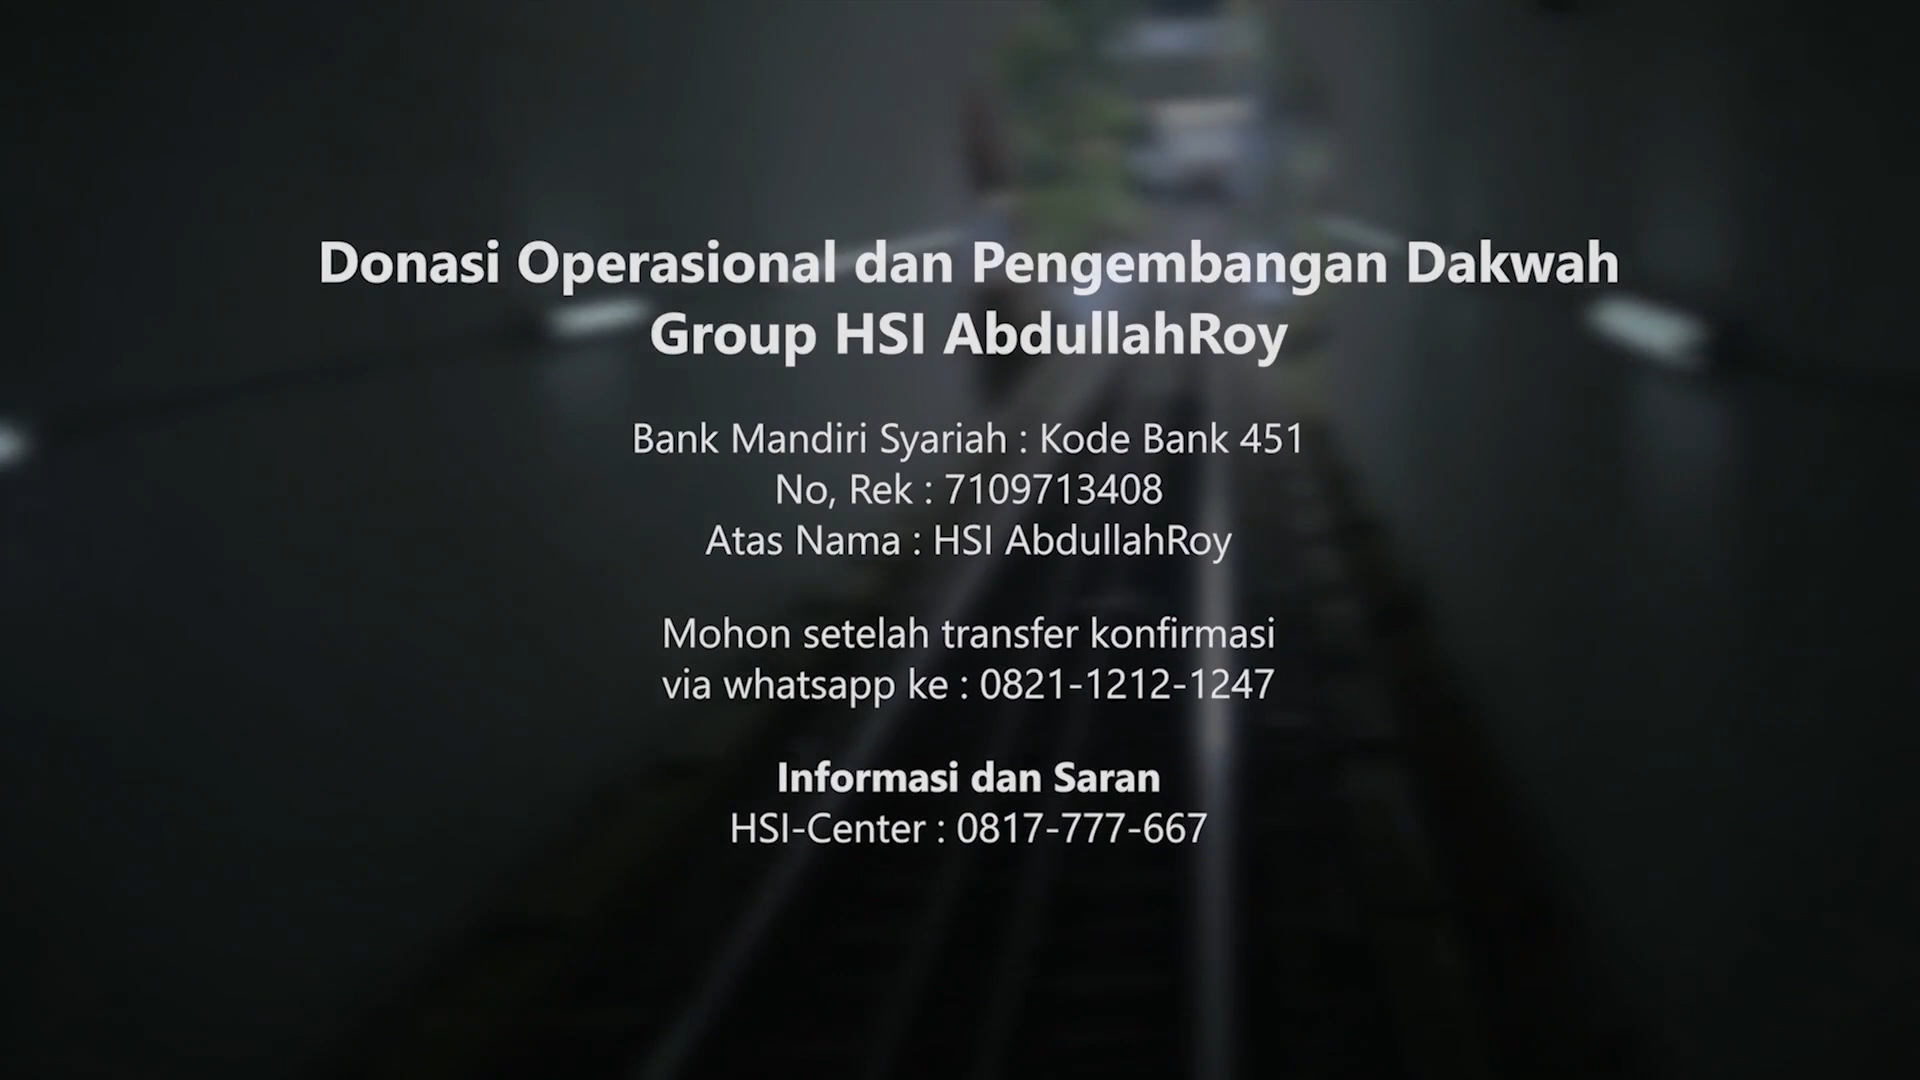 Donasi Operasional dan Pengembangan Dakwah
Group HSI AbdullahRoy
Bank Mandiri Syariah : Kode Bank 451
No, Rek : 7109713408
Atas Nama : HSI AbdullahRoy
Mohon setelah transfer konfirmasi
via whatsapp ke : 0821-1212-1247
Informasi dan Saran
HSI-Center : 0817-777-667